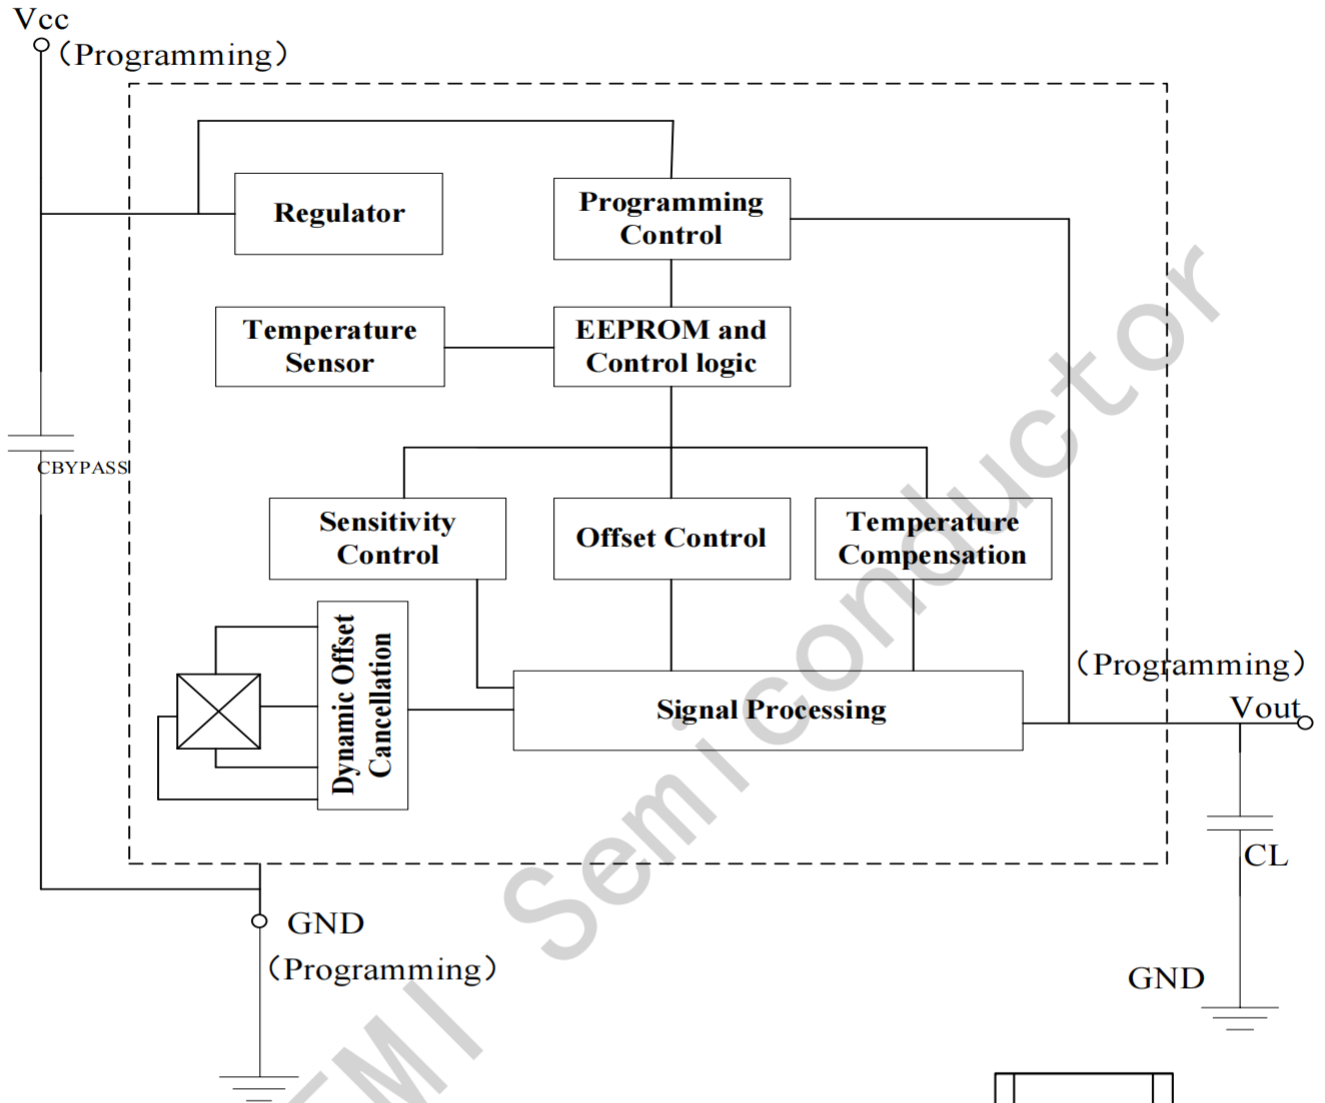 Vcc
（Programming）
Regulator
Programming
Control
Temperature
Sensor
EEPROM and
Control logic
CBYPASS
Sensitivity
Control
Offset Control
Temperature
Compensation
Dynamic Offset
Cancellation
Signal Processing
（Programming）
Vout
CL
GND
（Programming）
GND
EMI Semiconductor